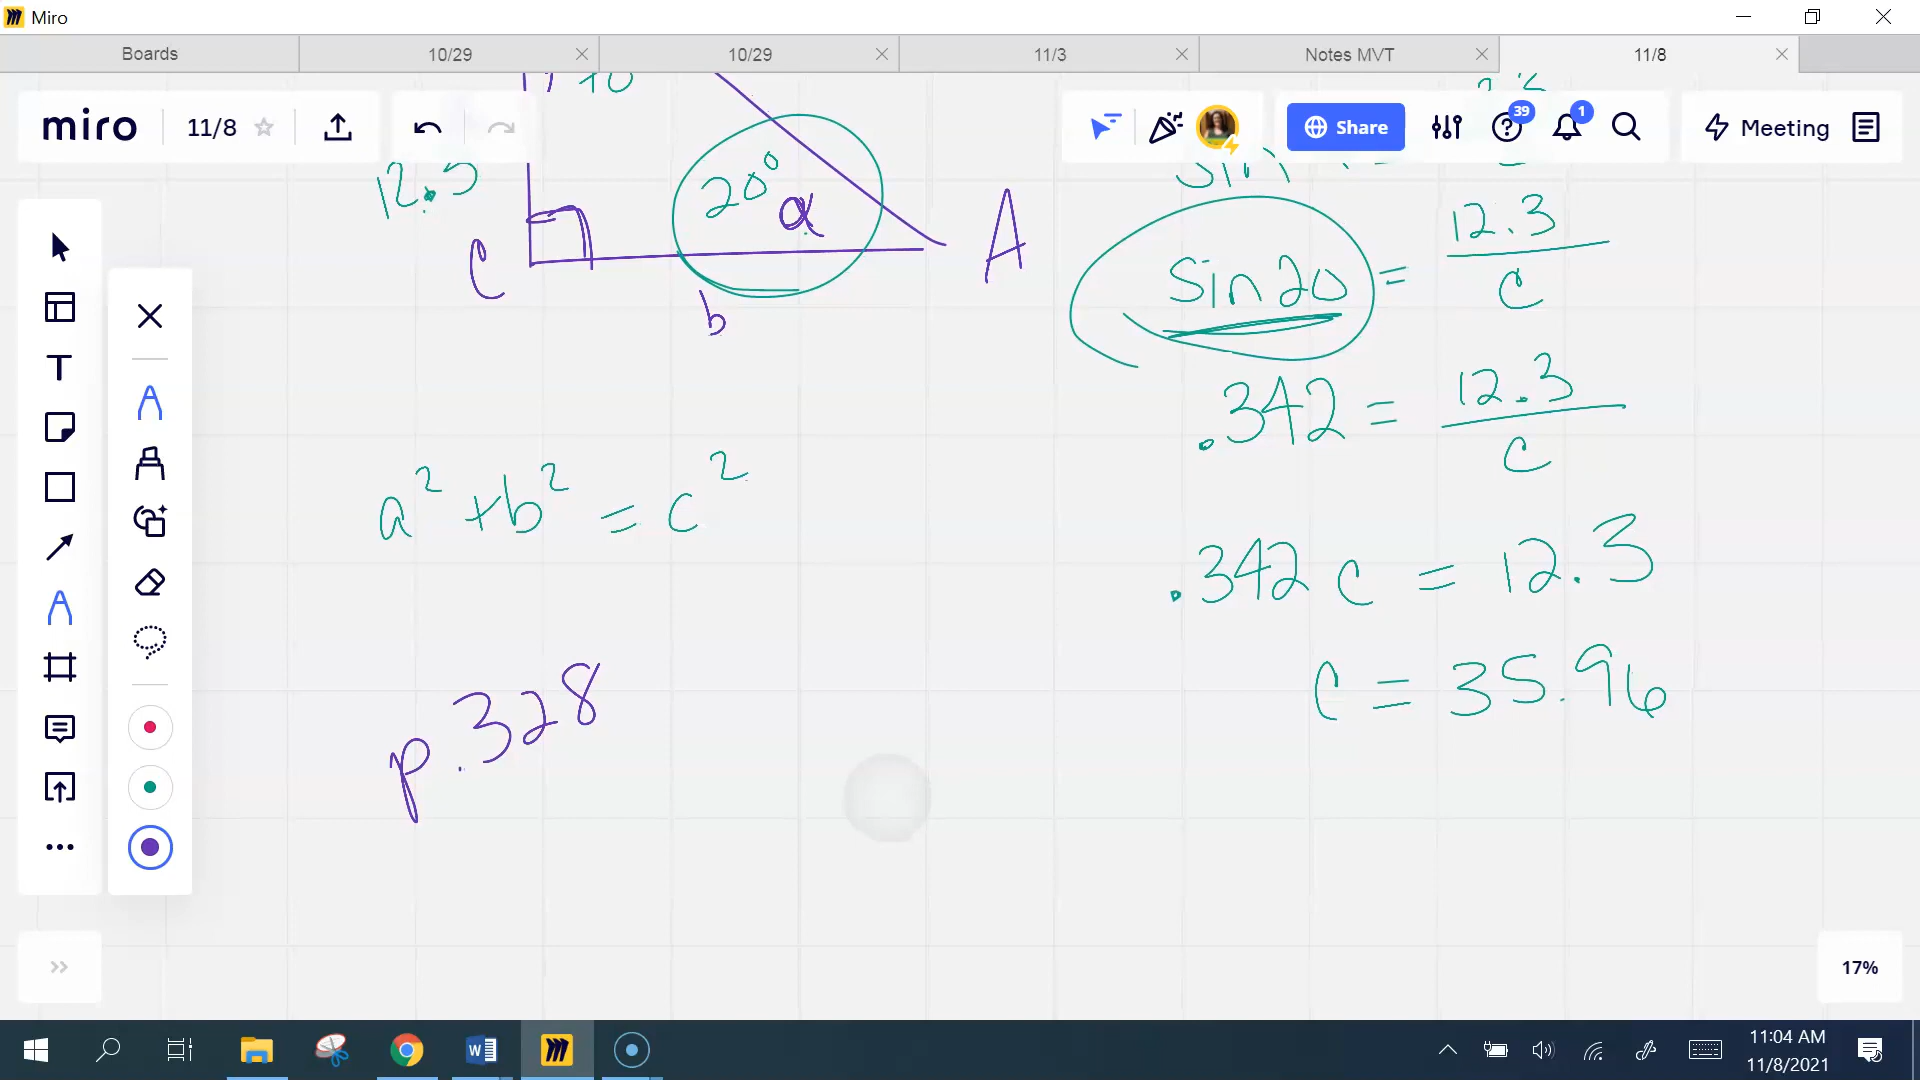 Miro
Boards
10/29
10/29
11/3
Notes MVT
11/8
miro
11/8
Share
39
1
Meeting
12.3
20°
α
C
A
b
sin 20 = 12.3
C
.342 = 12.3
C
a² + b² = c²
.342 c = 12.3
c = 35.96
p. 328
17%
11:04 AM
11/8/2021